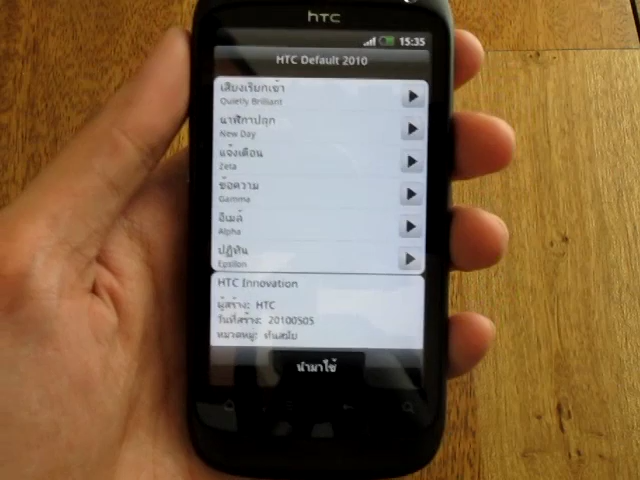 hTC
15:35
HTC Default 2010
เสียงเรียกเข้า
Quietly Brilliant
นาฬิกาปลุก
New Day
แจ้งเตือน
Zeta
ข้อความ
Gamma
อีเมล์
Alpha
ปฏิทิน
Epsilon
HTC Innovation
ผู้สร้าง: HTC
วันที่สร้าง: 20100505
หมวดหมู่: ทันสมัย
นำมาใช้